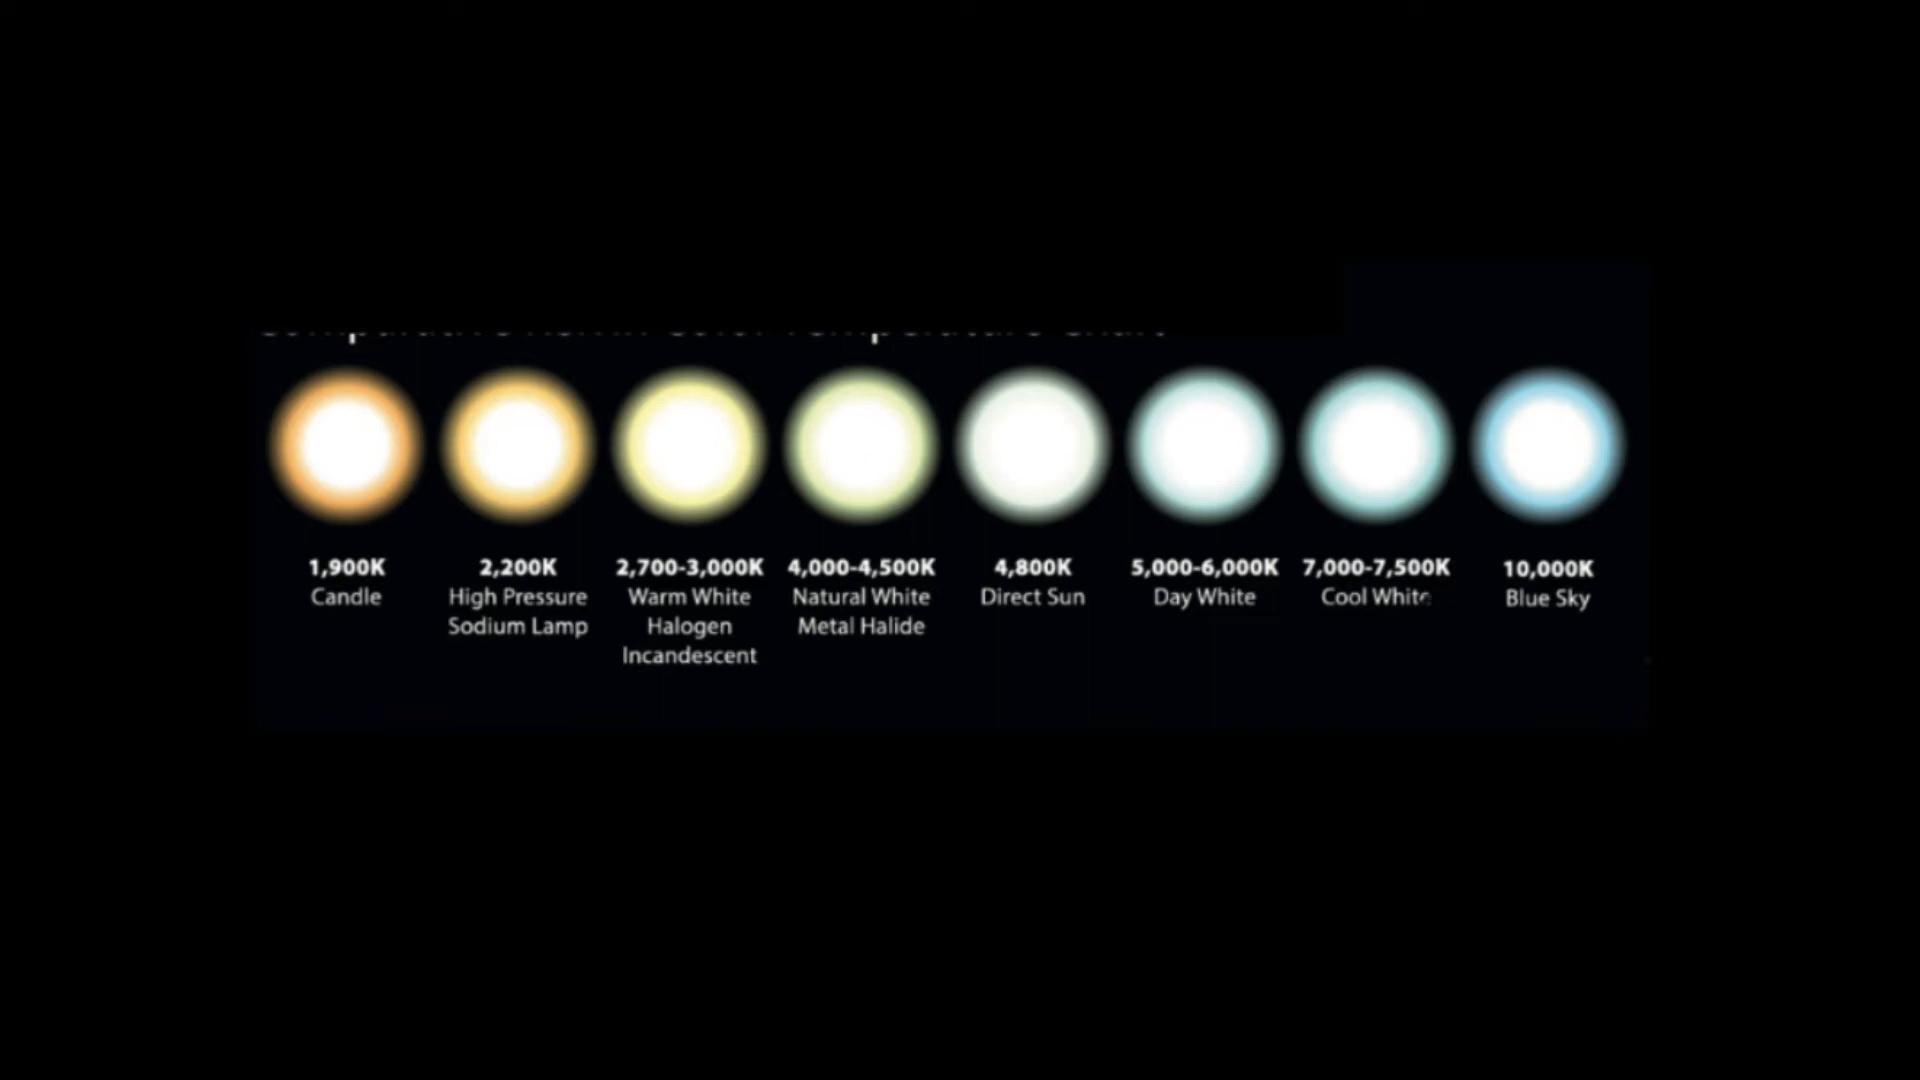 1,900K
Candle
2,200K
High Pressure
Sodium Lamp
2,700-3,000K
Warm White
Halogen
Incandescent
4,000-4,500K
Natural White
Metal Halide
4,800K
Direct Sun
5,000-6,000K
Day White
7,000-7,500K
Cool White
10,000K
Blue Sky